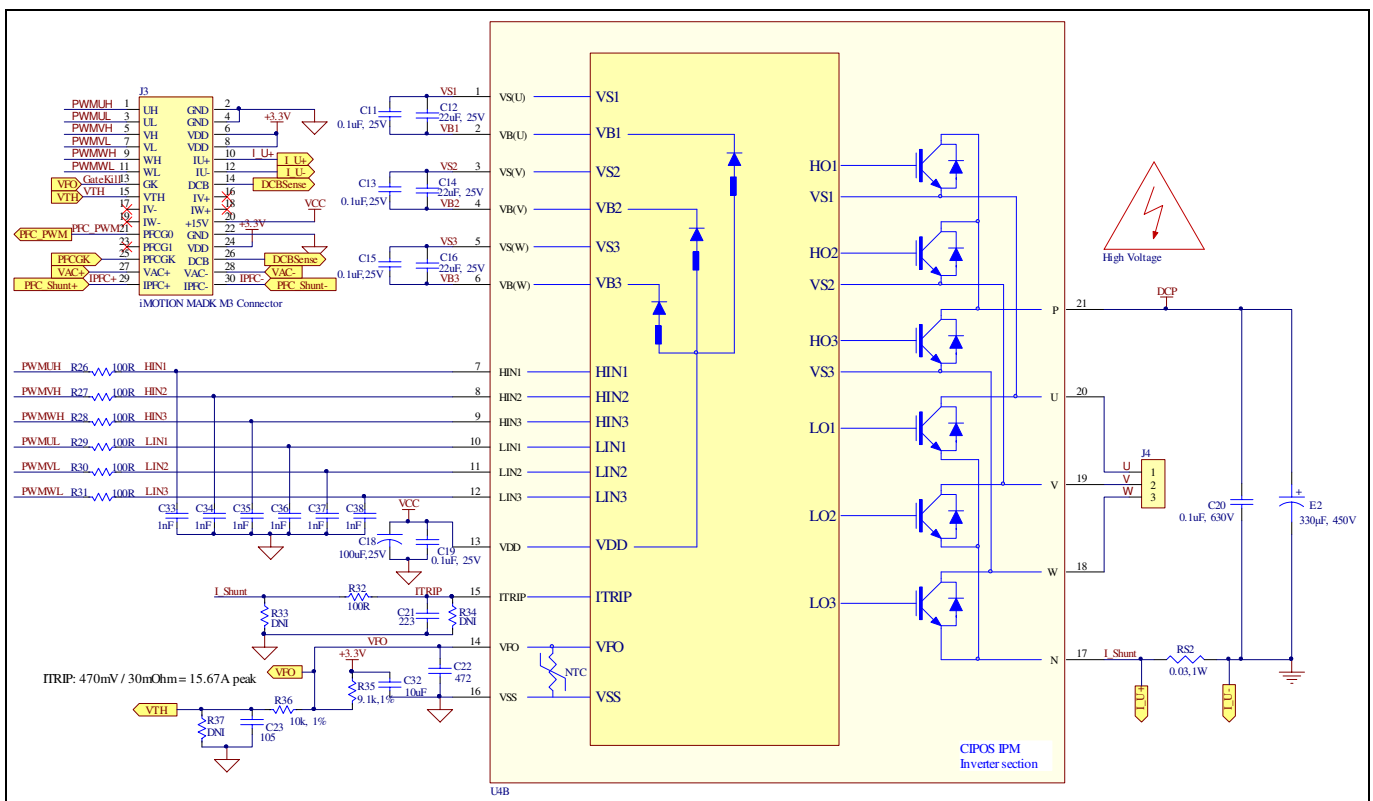 J3
PWMUH 1 UH GND 2
PWMUL 3 UL GND 4
+3.3V
PWMVH 5 VH VDD 6
PWMVL 7 VL VDD 8
PWMWH 9 WH IU+ 10 I_U+ I_U+
PWMWL 11 WL IU- 12 I_U-
VFO GateKill 13 GK DCB 14 DCBSense
VTH VTH 15 VTH IV+ 16
17 IV- IW+ 18
VCC
19 IW- +15V 20
PFC_PWM PFC_PWM 21 PFCG0 GND 22
+3.3V
23 PFCG1 VDD 24
PFCGK 25 PFCGK DCB 26 DCBSense
VAC+ 27 VAC+ VAC- 28 VAC-
PFC_Shunt+ IPFC+ 29 IPFC+ IPFC- 30 IPFC- PFC_Shunt-
iMOTION MADK M3 Connector
VS1 1 VS(U) VS1
C11
0.1uF, 25V
C12
22uF, 25V
VB1 2 VB(U) VB1
VS2 3 VS(V) VS2
C13
0.1uF,25V
C14
22uF, 25V
VB2 4 VB(V) VB2
VS3 5 VS(W) VS3
C15
0.1uF,25V
C16
22uF, 25V
VB3 6 VB(W) VB3
PWMUH R26 100R HIN1 7 HIN1 HIN1
PWMVH R27 100R HIN2 8 HIN2 HIN2
PWMWH R28 100R HIN3 9 HIN3 HIN3
PWMUL R29 100R LIN1 10 LIN1 LIN1
PWMVL R30 100R LIN2 11 LIN2 LIN2
PWMWL R31 100R LIN3 12 LIN3 LIN3
C33 C34 C35 C36 C37 C38
1nF 1nF 1nF 1nF 1nF 1nF
VCC
C18
100uF,25V
C19
0.1uF, 25V
13 VDD VDD
I_Shunt R32 ITRIP 15 ITRIP ITRIP
100R
R33
DNI
C21
223
R34
DNI
VFO 14 VFO VFO
VFO
+3.3V
C22
472
NTC
R35
9.1k,1%
C32
10uF
16 VSS VSS
ITRIP: 470mV / 30mOhm = 15.67A peak
VTH
R36
10k, 1%
R37
DNI
C23
105
HO1
VS1
HO2
VS2
HO3
VS3
LO1
LO2
LO3
P 21 DCP
U 20
V 19
W 18
N 17 I_Shunt
J4
U 1
V 2
W 3
High Voltage
C20
0.1uF, 630V
E2
+
330µF, 450V
RS2
0.03,1W
I_U+
I_U-
CIPOS IPM
Inverter section
U4B